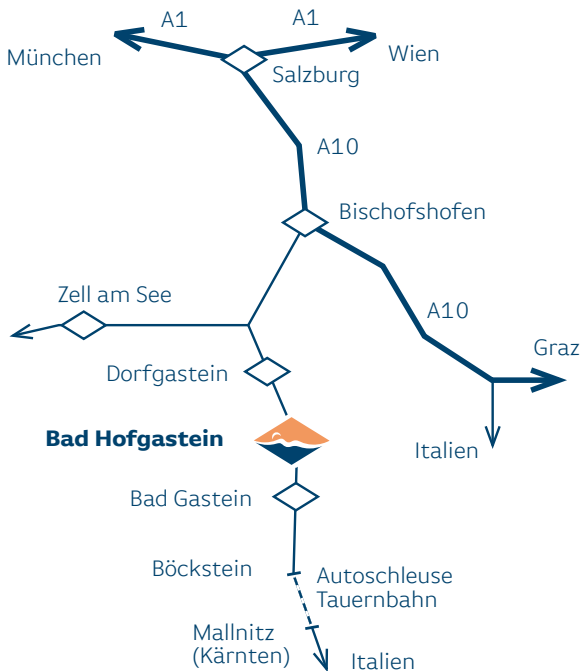 A1
A1
München
Wien
Salzburg
A10
Bischofshofen
Zell am See
A10
Graz
Dorfgastein
Bad Hofgastein
Italien
Bad Gastein
Böckstein
Autoschleuse
Tauernbahn
Mallnitz
(Kärnten)
Italien